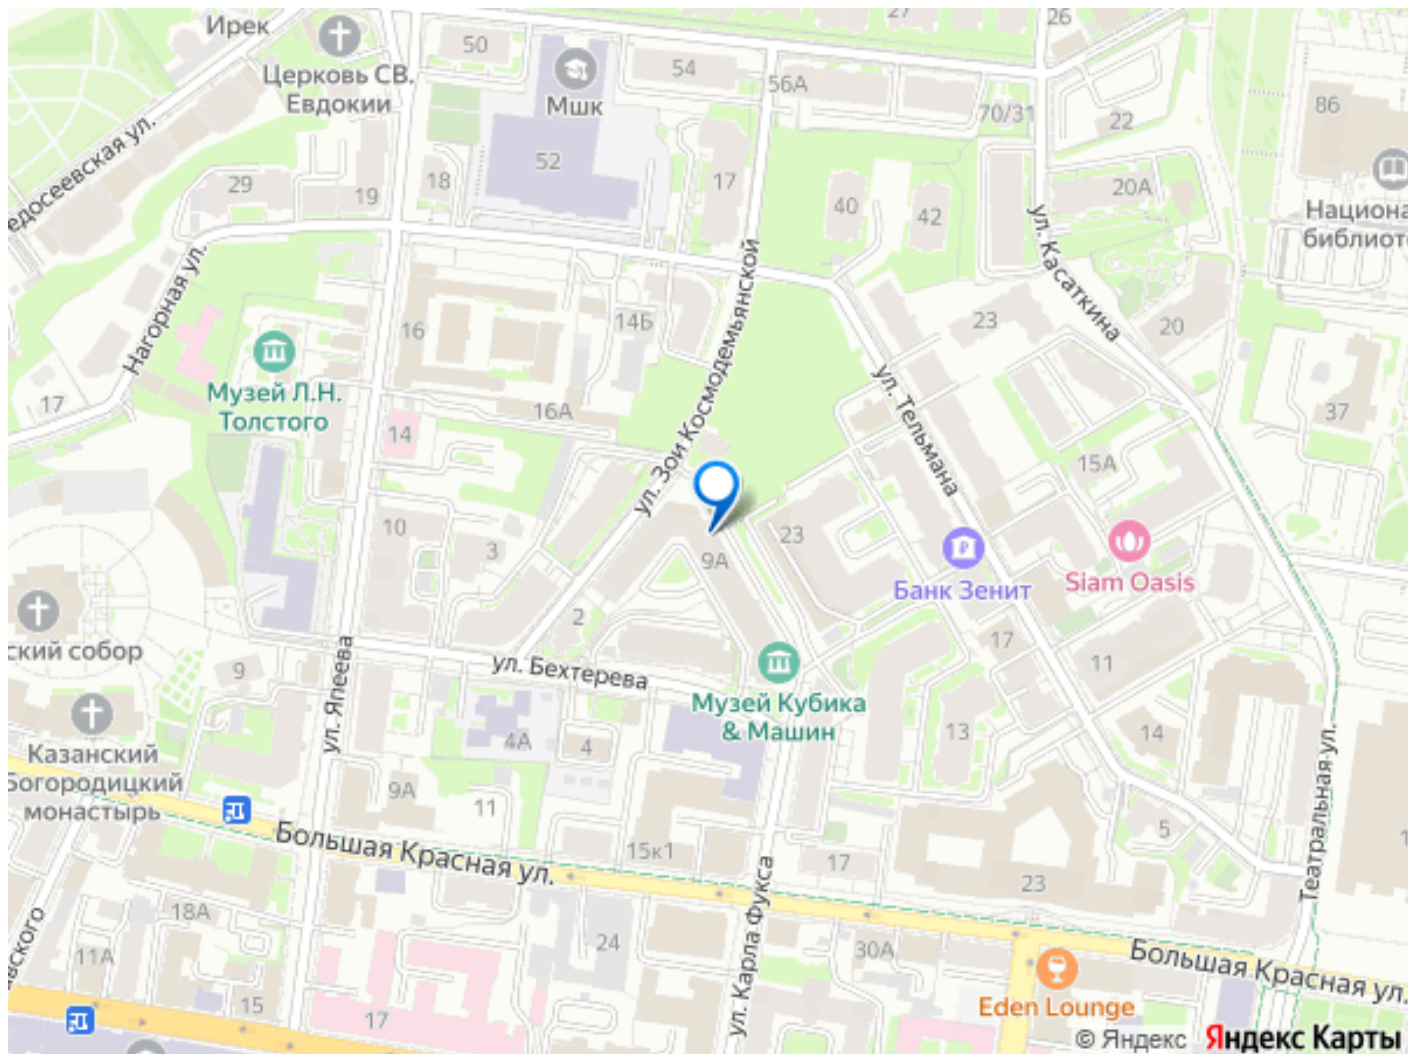 Ирек
50
27
26
Церковь СВ.
Евдокии
Мшк
54
56А
70/31
22
86
едосеевская ул.
29
19
18
52
17
40
42
20А
Национа
библиот
Нагорная ул.
ул. Касаткина
16
14Б
23
20
Музей Л.Н.
Толстого
17
16А
14
ул. Зои Космодемьянской
ул. Тельмана
37
15А
10
3
9А
23
Банк Зенит
Siam Oasis
ский собор
2
17
11
9
ул. Япеева
ул. Бехтерева
Музей Кубика
& Машин
Казанский
Богородицкий
монастырь
4А
4
13
14
9А
11
5
Театральная ул.
Большая Красная ул.
15к1
17
23
18А
11А
15
17
24
ул. Карла Фукса
30А
Большая Красная ул.
Eden Lounge
© Яндекс Яндекс Карты